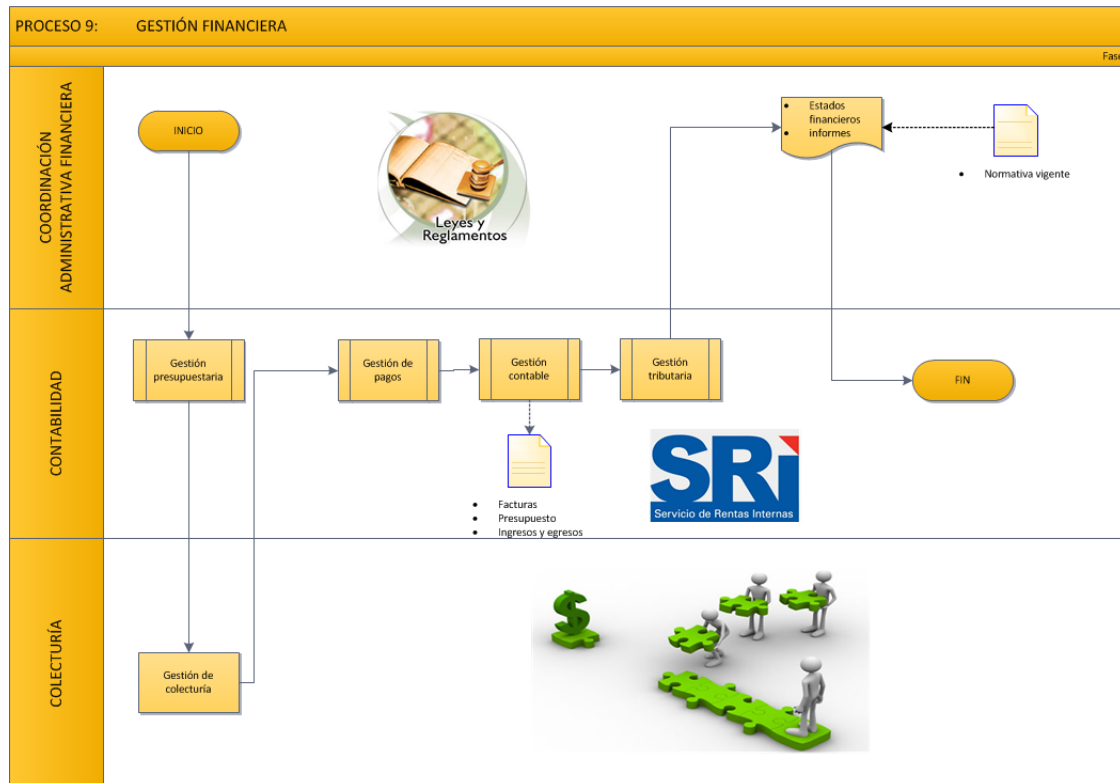 PROCESO 9: GESTIÓN FINANCIERA
Fase
COORDINACIÓN
ADMINISTRATIVA FINANCIERA
INICIO
Leyes y
Reglamentos
• Estados
financieros
• informes
• Normativa vigente
CONTABILIDAD
Gestión
presupuestaria
Gestión de
pagos
Gestión
contable
Gestión
tributaria
FIN
• Facturas
• Presupuesto
• Ingresos y egresos
SRi
Servicio de Rentas Internas
COLECTURÍA
Gestión de
colecturía
$